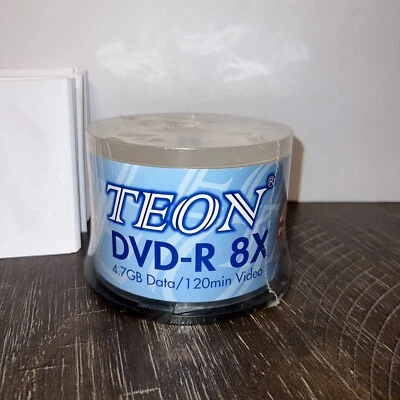 TEON®
DVD-R 8X
4.7GB Data/120min Video